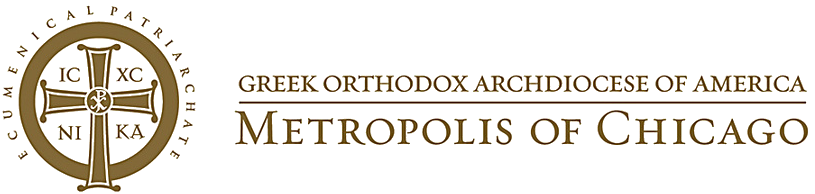 ECUMENICAL PATRIARCHATE
IC XC
NI KA
GREEK ORTHODOX ARCHDIOCESE OF AMERICA
METROPOLIS OF CHICAGO